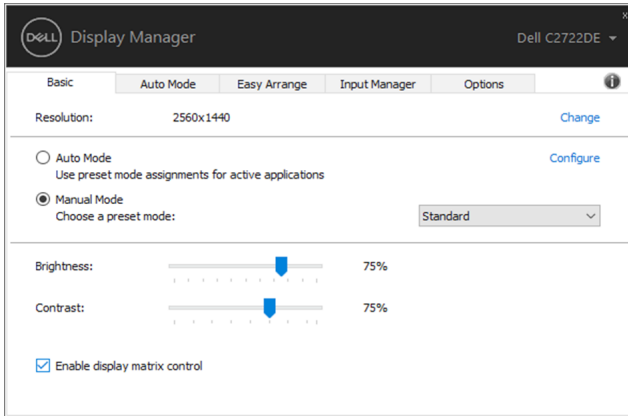 DELL Display Manager Dell C2722DE
x
Basic Auto Mode Easy Arrange Input Manager Options i
Resolution: 2560x1440 Change
Auto Mode Configure
Use preset mode assignments for active applications
Manual Mode
Choose a preset mode: Standard
Brightness: 75%
Contrast: 75%
Enable display matrix control